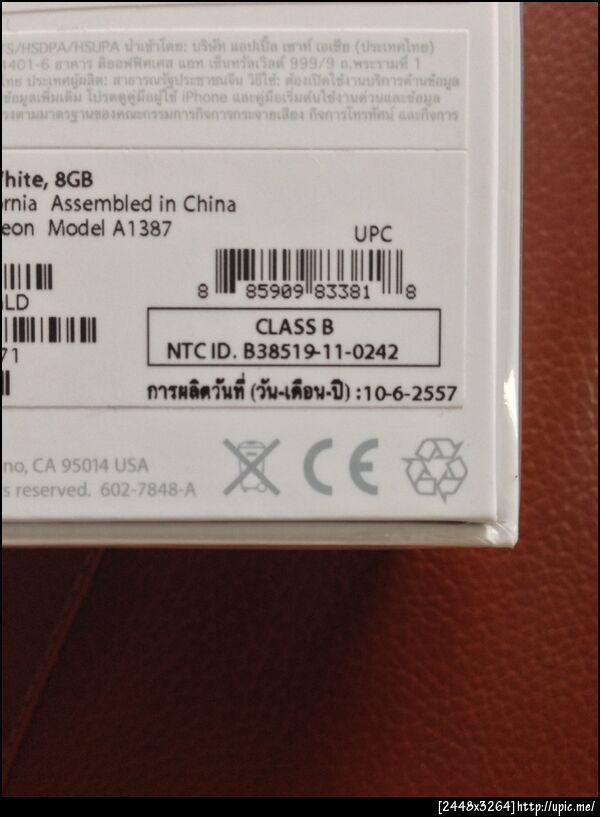 S/HSDPA/HSUPA นำเข้าโดย: บริษัท แอปเปิ้ล เซาท์ เอเชีย (ประเทศไทย)
1401-6 อาคาร ดิออฟฟิศเศส แอท เซ็นทรัลเวิลด์ 999/9 ถ.พระรามที่ 1
ไทย ประเทศผู้ผลิต: สาธารณรัฐประชาชนจีน วิธีใช้: ต้องเปิดใช้งานบริการด้านข้อมูล
ข้อมูลเพิ่มเติม โปรดดูคู่มือผู้ใช้ iPhone และคู่มือเริ่มต้นใช้งานด่วนและข้อมูล
รงตามมาตรฐานของคณะกรรมการกิจการกระจายเสียง กิจการโทรทัศน์ และกิจการ
White, 8GB
ornia Assembled in China
eon Model A1387
UPC
8 85909 83381 8
LD
CLASS B
NTC ID. B38519-11-0242
71
การผลิตวันที่ (วัน-เดือน-ปี) :10-6-2557
no, CA 95014 USA
s reserved. 602-7848-A
CE
[2448x3264]http://upic.me/